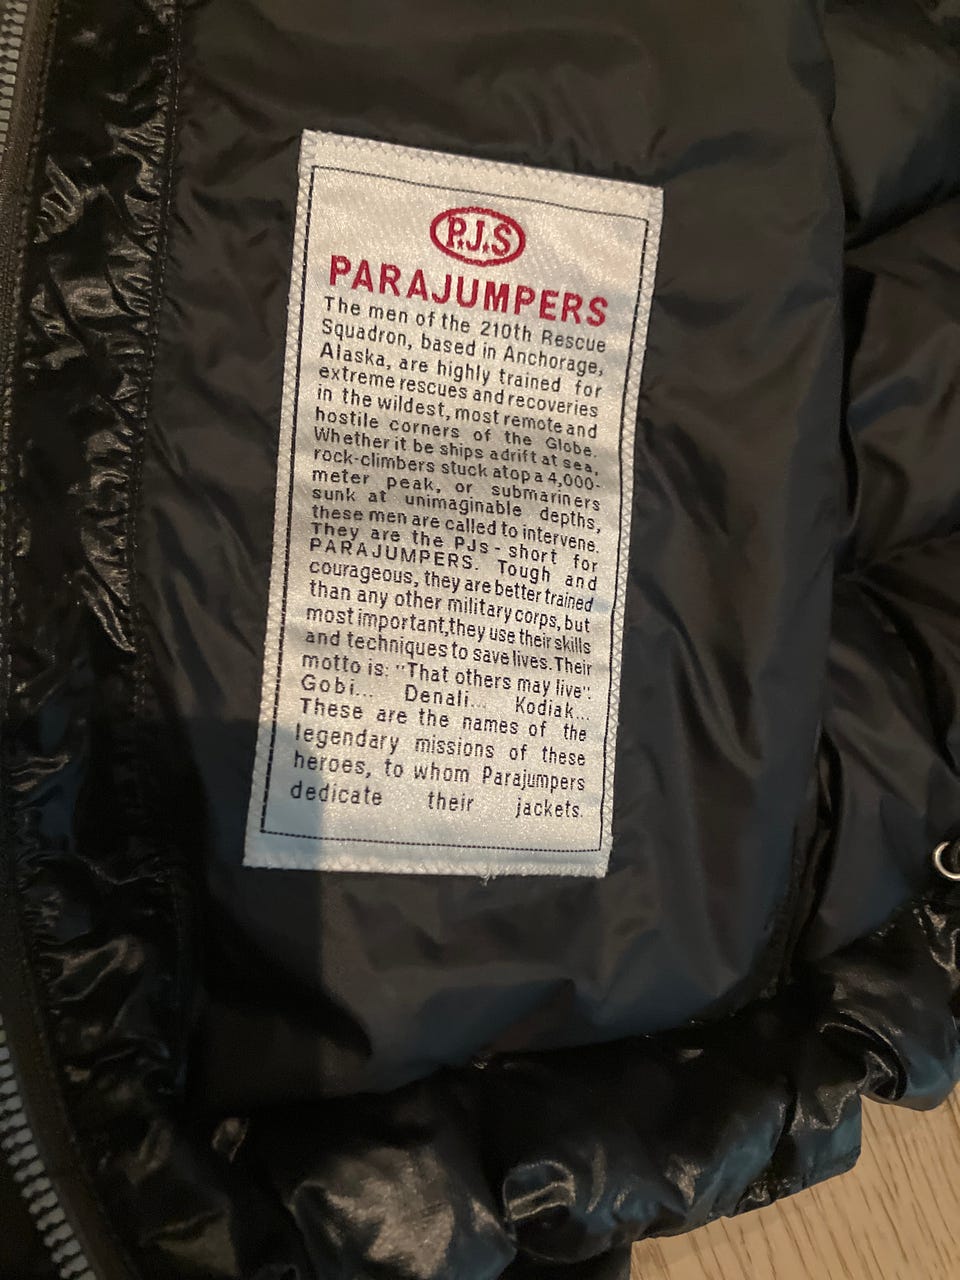 P.J.S
PARAJUMPERS
The men of the 210th Rescue
Squadron, based in Anchorage,
Alaska, are highly trained for
extreme rescues and recoveries
in the wildest, most remote and
hostile corners of the Globe.
Whether it be ships adrift at sea,
rock-climbers stuck atop a 4,000-
meter peak, or submariners
sunk at unimaginable depths,
these men are called to intervene.
They are the PJs - short for
PARAJUMPERS. Tough and
courageous, they are better trained
than any other military corps, but
most important,they use their skills
and techniques to save lives. Their
motto is: "That others may live".
Gobi... Denali... Kodiak...
These are the names of the
legendary missions of these
heroes, to whom Parajumpers
dedicate their jackets.